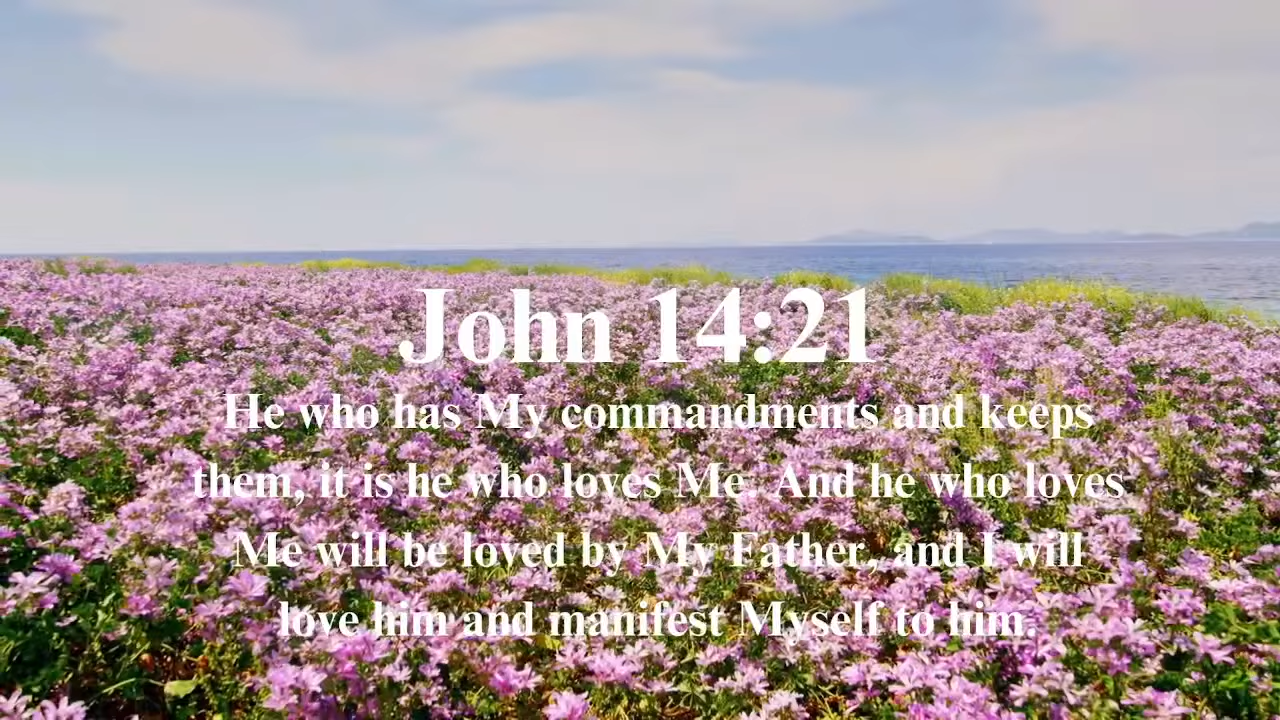 John 14:21
He who has My commandments and keeps
them, it is he who loves Me. And he who loves
Me will be loved by My Father, and I will
love him and manifest Myself to him.